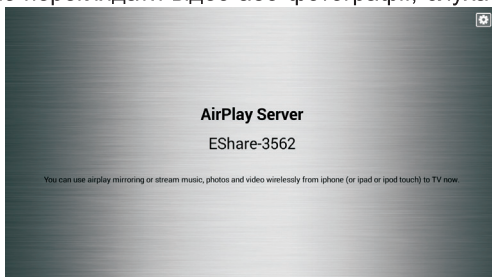 AirPlay Server
EShare-3562
You can use airplay mirroring or stream music, photos and video wirelessly from iphone (or ipad or ipod touch) to TV now.